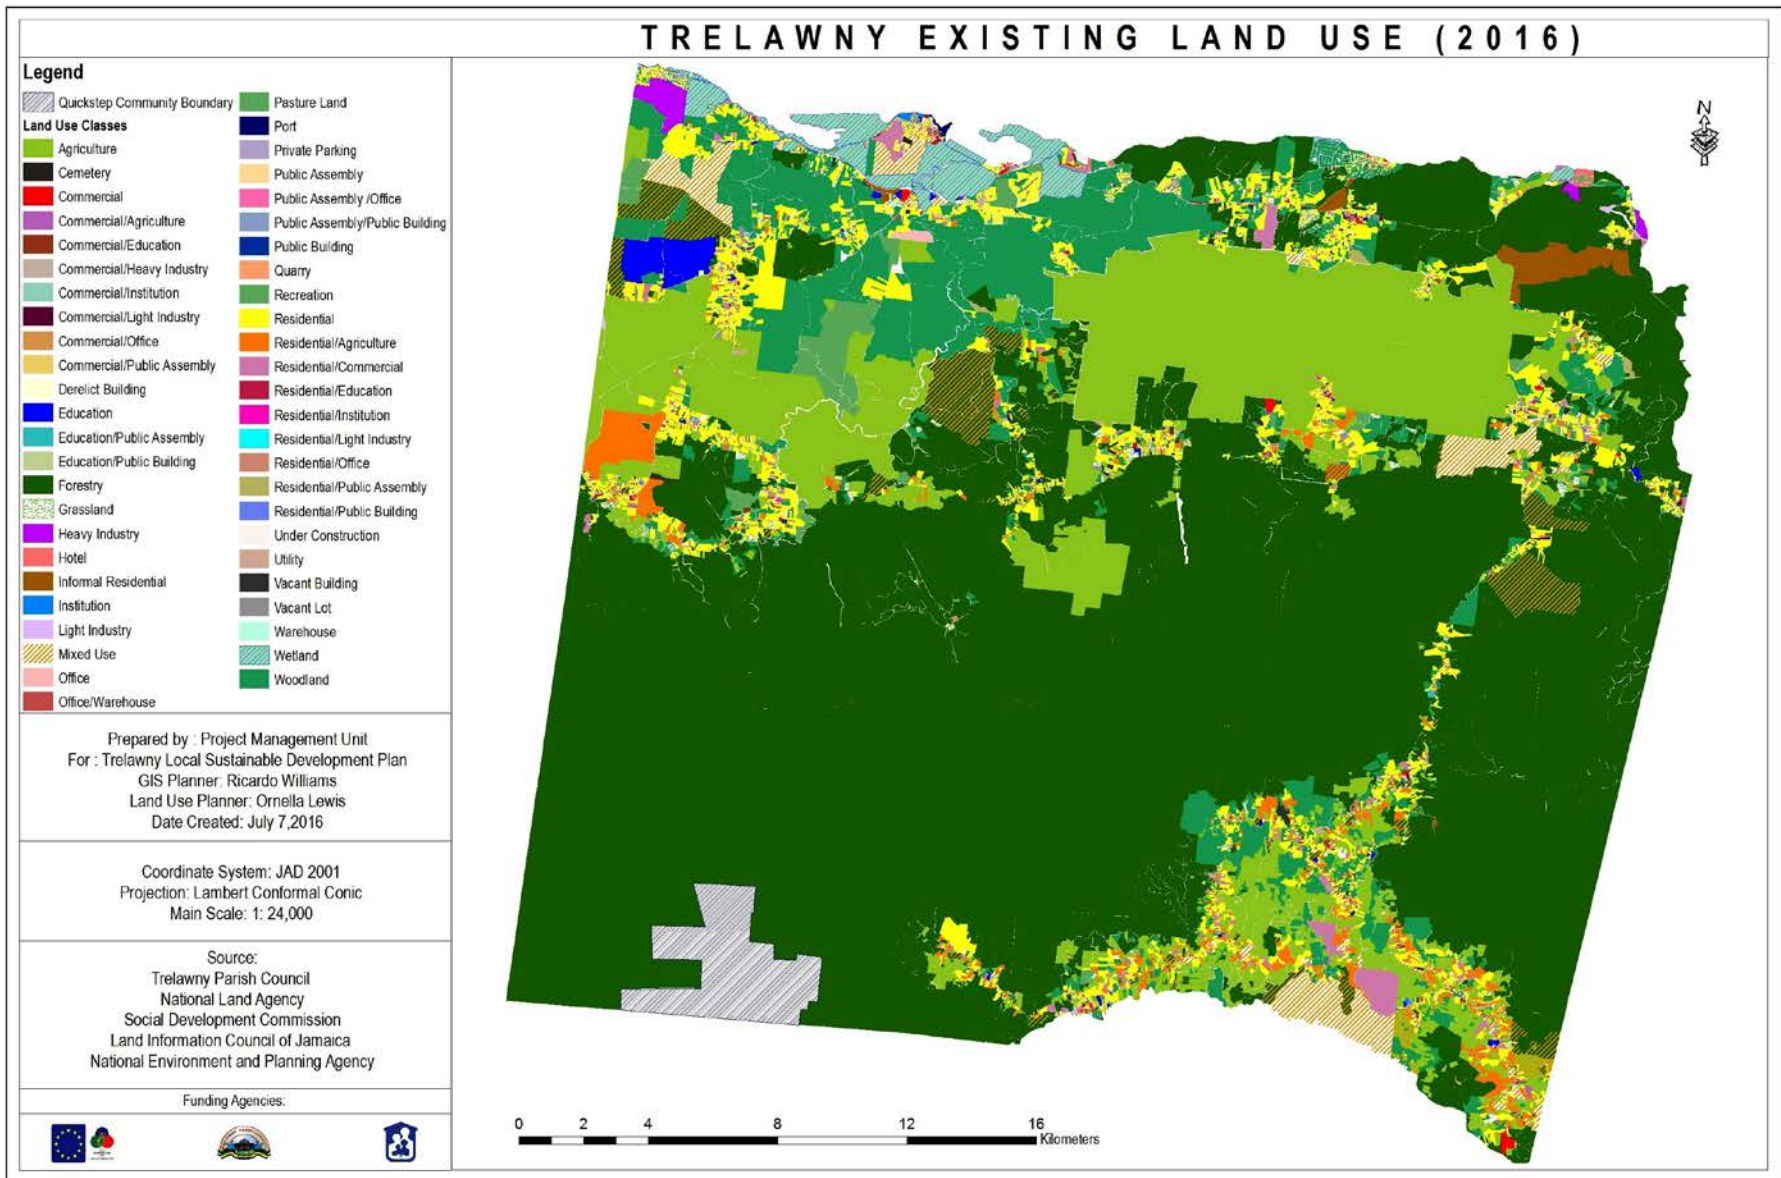 TRELAWNY EXISTING LAND USE (2016)
Legend
Quickstep Community Boundary
Land Use Classes
Agriculture
Cemetery
Commercial
Commercial/Agriculture
Commercial/Education
Commercial/Heavy Industry
Commercial/Institution
Commercial/Light Industry
Commercial/Office
Commercial/Public Assembly
Derelict Building
Education
Education/Public Assembly
Education/Public Building
Forestry
Grassland
Heavy Industry
Hotel
Informal Residential
Institution
Light Industry
Mixed Use
Office
Office/Warehouse
Pasture Land
Port
Private Parking
Public Assembly
Public Assembly /Office
Public Assembly/Public Building
Public Building
Quarry
Recreation
Residential
Residential/Agriculture
Residential/Commercial
Residential/Education
Residential/Institution
Residential/Light Industry
Residential/Office
Residential/Public Assembly
Residential/Public Building
Under Construction
Utility
Vacant Building
Vacant Lot
Warehouse
Wetland
Woodland
N
Prepared by : Project Management Unit
For : Trelawny Local Sustainable Development Plan
GIS Planner: Ricardo Williams
Land Use Planner: Ornella Lewis
Date Created: July 7,2016
Coordinate System: JAD 2001
Projection: Lambert Conformal Conic
Main Scale: 1: 24,000
Source:
Trelawny Parish Council
National Land Agency
Social Development Commission
Land Information Council of Jamaica
National Environment and Planning Agency
Funding Agencies:
0 2 4 8 12 16
Kilometers